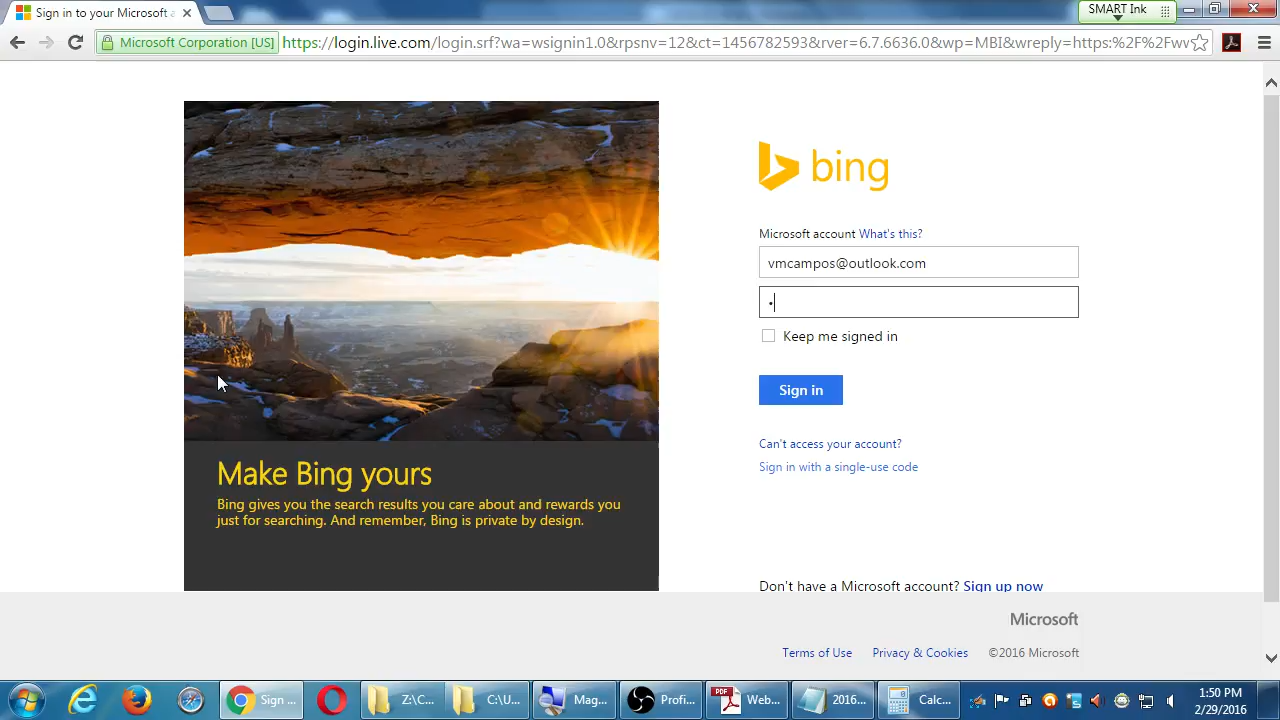 Sign in to your Microsoft a
SMART Ink
Microsoft Corporation [US]
https://login.live.com/login.srf?wa=wsignin1.0&rpsnv=12&ct=1456782593&rver=6.7.6636.0&wp=MBI&wreply=https:%2F%2Fwv
bing
Microsoft account What's this?
vmcampos@outlook.com
Keep me signed in
Sign in
Can't access your account?
Sign in with a single-use code
Make Bing yours
Bing gives you the search results you care about and rewards you
just for searching. And remember, Bing is private by design.
Don't have a Microsoft account? Sign up now
Microsoft
Terms of Use Privacy & Cookies ©2016 Microsoft
Sign ...
Z:\C...
C:\U...
Mag...
Profi...
PDF
Web...
2016...
Calc...
1:50 PM
2/29/2016